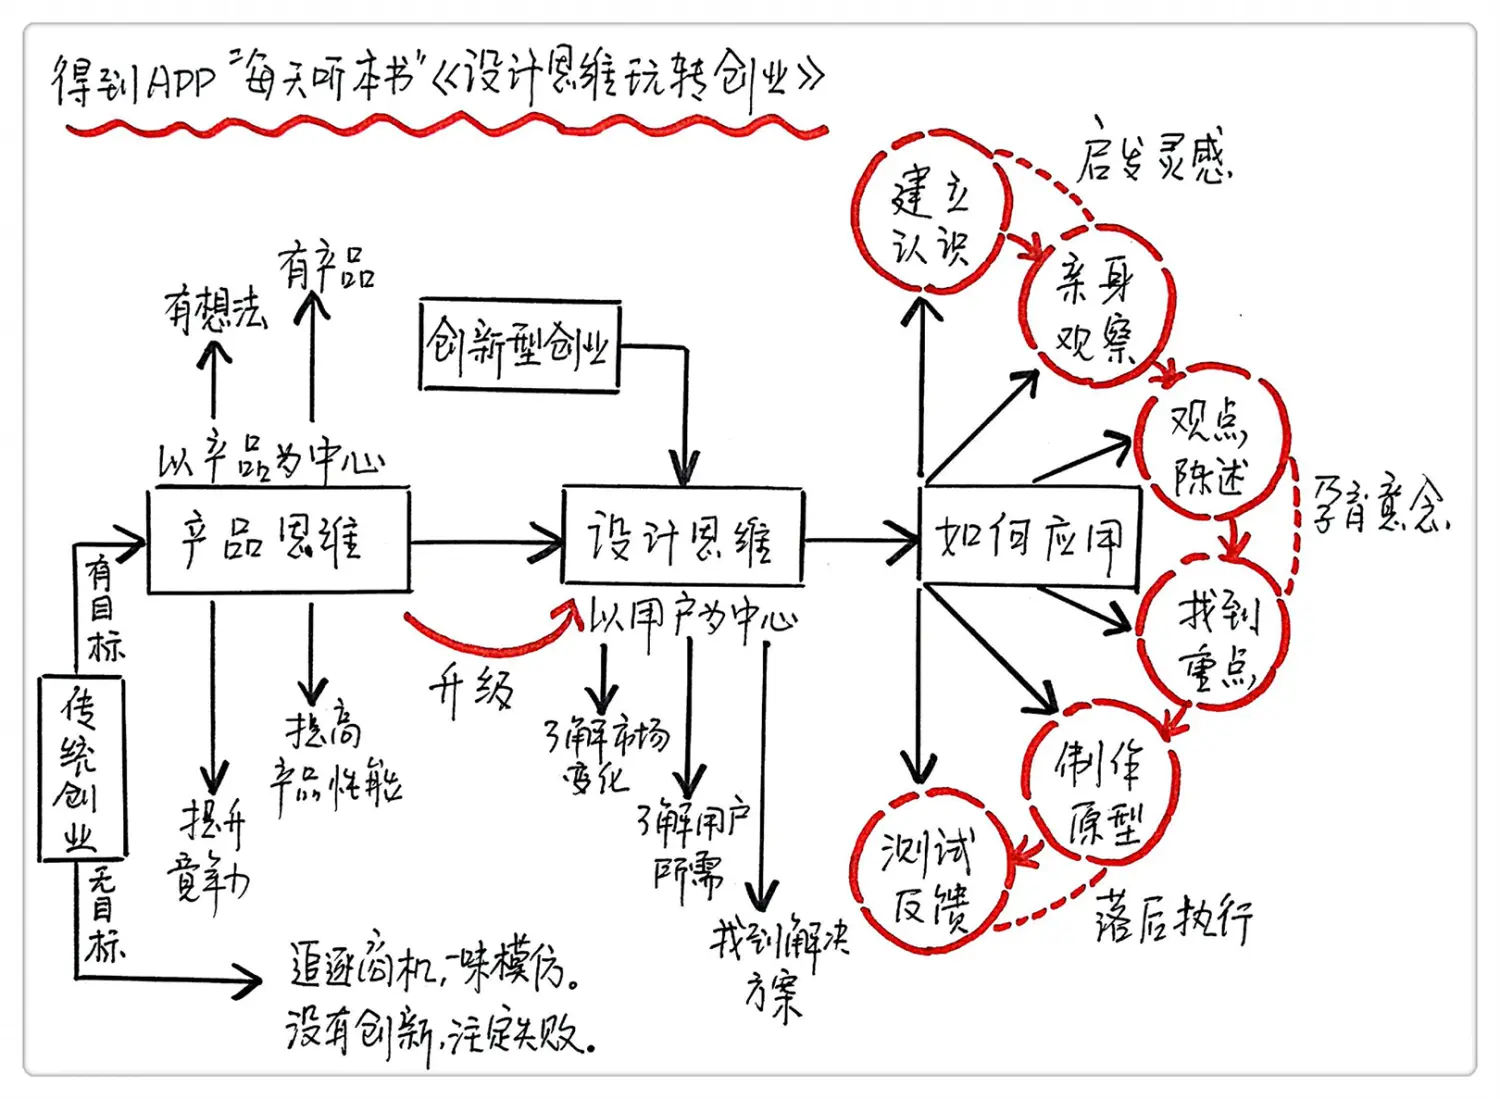 得到APP“每天听本书”《设计思维玩转创业》
启发灵感
建立
认识
有产品
亲身
观察
有想法
创新型创业
观点
陈述
以产品为中心
孕育意念
产品思维
设计思维
如何应用
有目标
以用户为中心
找到
重点
升级
传统创业
提高
产品性能
了解市场
变化
制作
原型
提升
竟争力
了解用户
所需
测试
反馈
无目标
落后执行
找到解决
方案
追逐商机,一味模仿。
没有创新,注定失败。